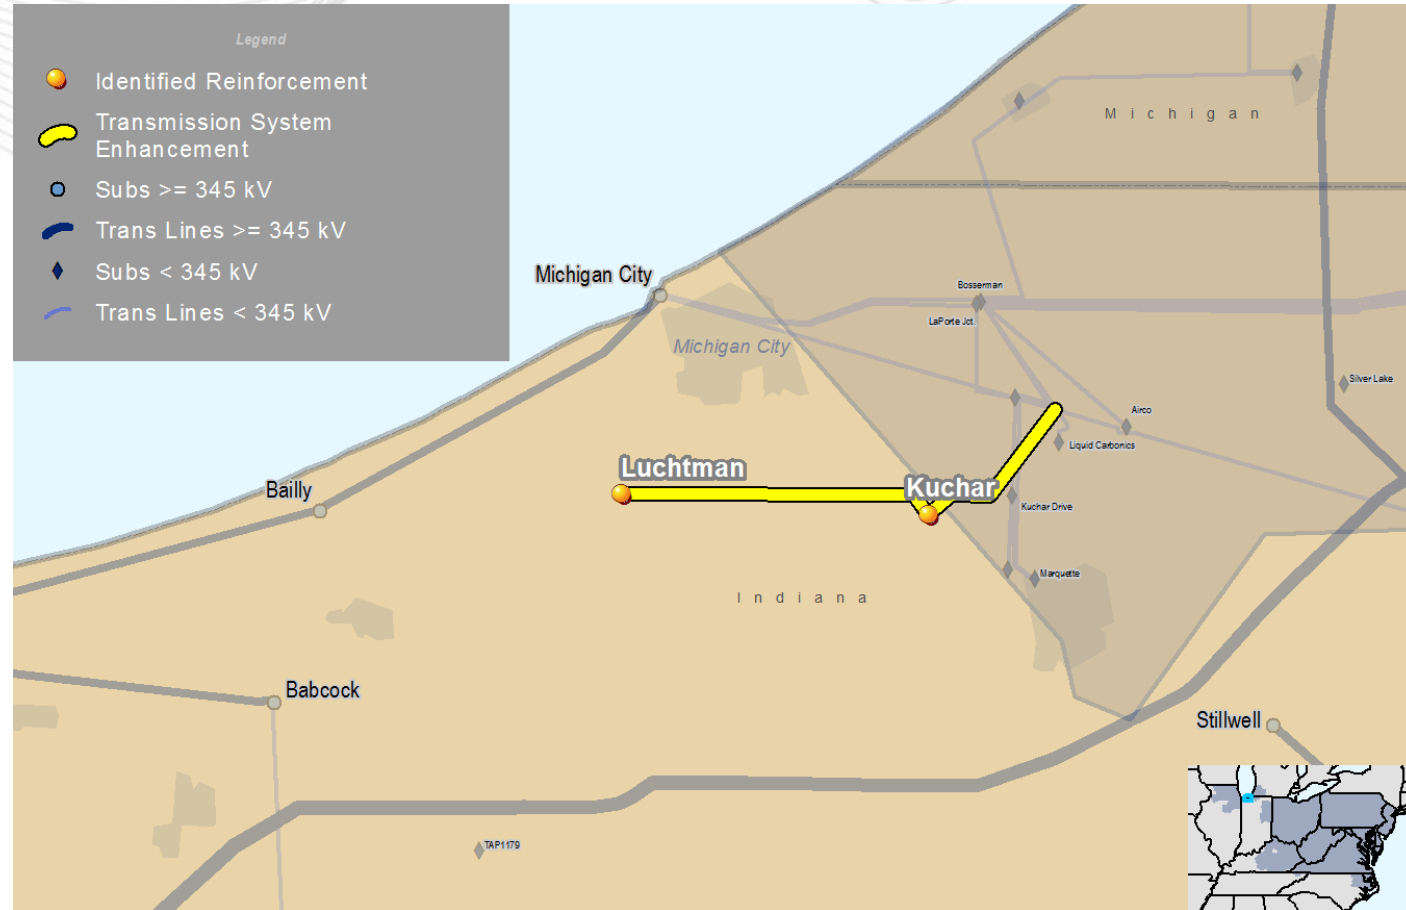 Legend
Identified Reinforcement
Transmission System
Enhancement
Subs >= 345 kV
Trans Lines >= 345 kV
Subs < 345 kV
Trans Lines < 345 kV
Michigan
Michigan City
Bosserman
LaPorte Jct.
Michigan City
Silver Lake
Airco
Liquid Carbonics
Luchtman
Kuchar
Bailly
Kuchar Drive
Marquette
Indiana
Babcock
Stillwell
TAP1179